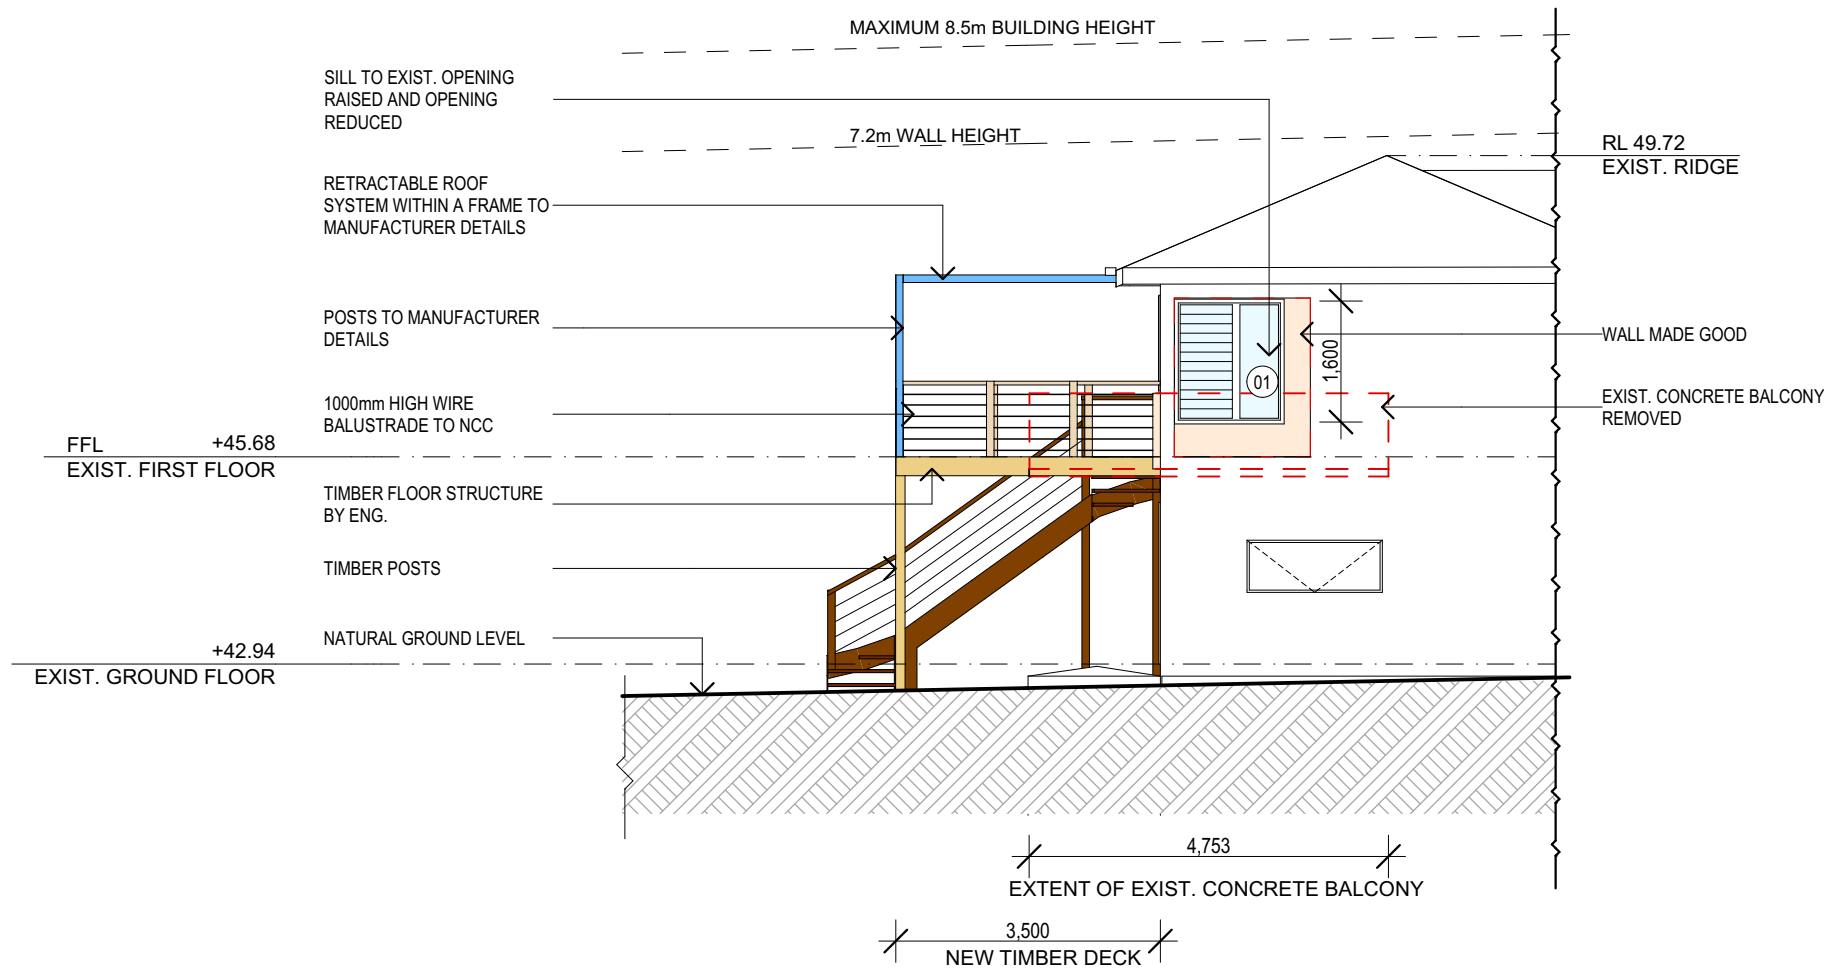 MAXIMUM 8.5m BUILDING HEIGHT
SILL TO EXIST. OPENING
RAISED AND OPENING
REDUCED
7.2m WALL HEIGHT
RL 49.72
EXIST. RIDGE
RETRACTABLE ROOF
SYSTEM WITHIN A FRAME TO
MANUFACTURER DETAILS
POSTS TO MANUFACTURER
DETAILS
WALL MADE GOOD
1,600
01
1000mm HIGH WIRE
BALUSTRADE TO NCC
EXIST. CONCRETE BALCONY
REMOVED
FFL +45.68
EXIST. FIRST FLOOR
TIMBER FLOOR STRUCTURE
BY ENG.
TIMBER POSTS
NATURAL GROUND LEVEL
+42.94
EXIST. GROUND FLOOR
4,753
EXTENT OF EXIST. CONCRETE BALCONY
3,500
NEW TIMBER DECK